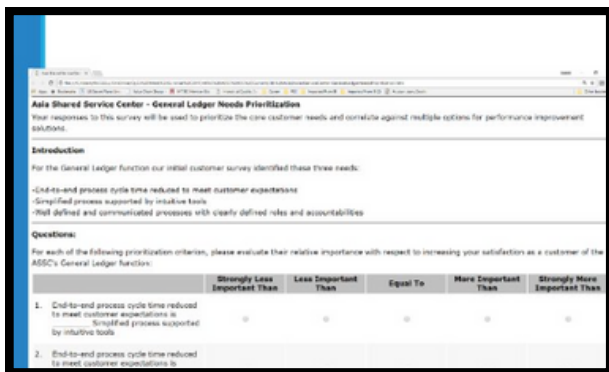 Asia Shared Service Center - General Ledger Needs Prioritization
Your responses to this survey will be used to prioritize the core customer needs and correlate against multiple options for performance improvement
solutions.
Introduction
For the General Ledger function our initial customer survey identified these three needs:
-End-to-end process cycle time reduced to meet customer expectations
-Simplified process supported by intuitive tools
-Well defined and communicated processes with clearly defined roles and accountabilities
Questions:
For each of the following prioritization criterion, please evaluate their relative importance with respect to increasing your satisfaction as a customer of the
ASSC's General Ledger function:
Strongly Less Important Than Less Important Than Equal To More Important Than Strongly More Important Than
1. End-to-end process cycle time reduced
to meet customer expectations is
______ Simplified process supported
by intuitive tools
2. End-to-end process cycle time reduced
to meet customer expectations is